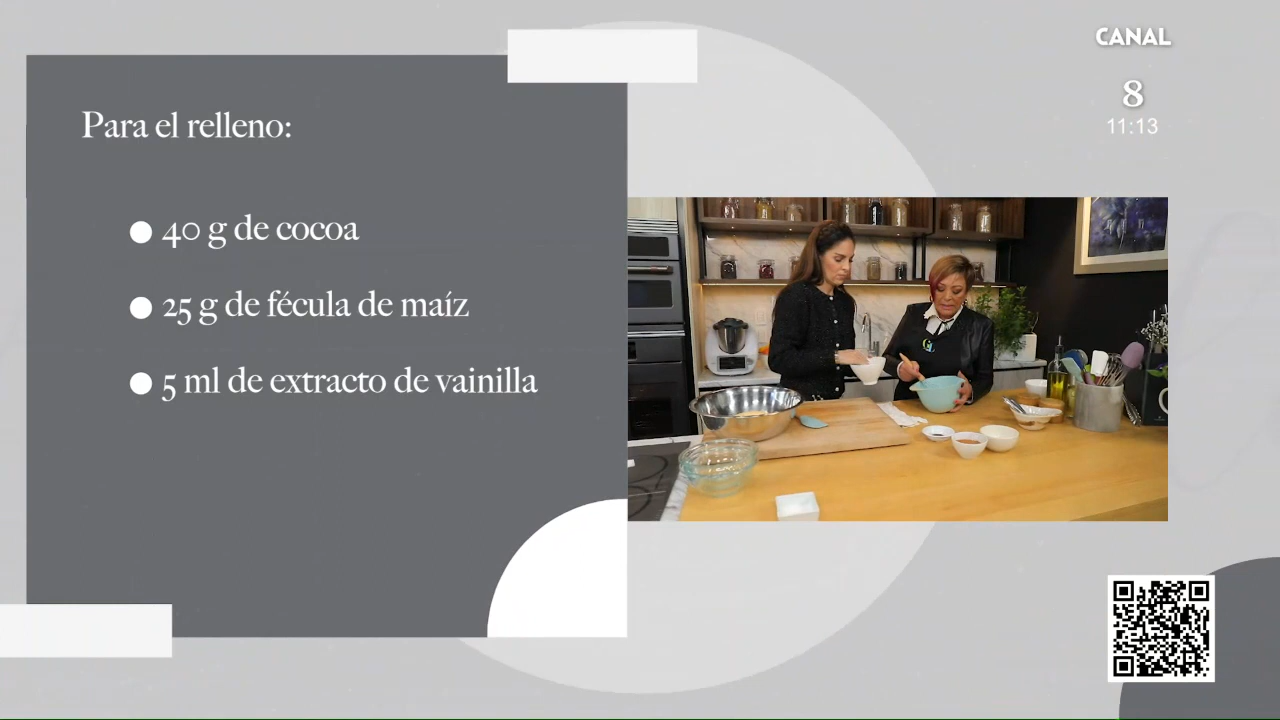 CANAL
8
11:13
Para el relleno:
40 g de cocoa
25 g de fécula de maíz
5 ml de extracto de vainilla